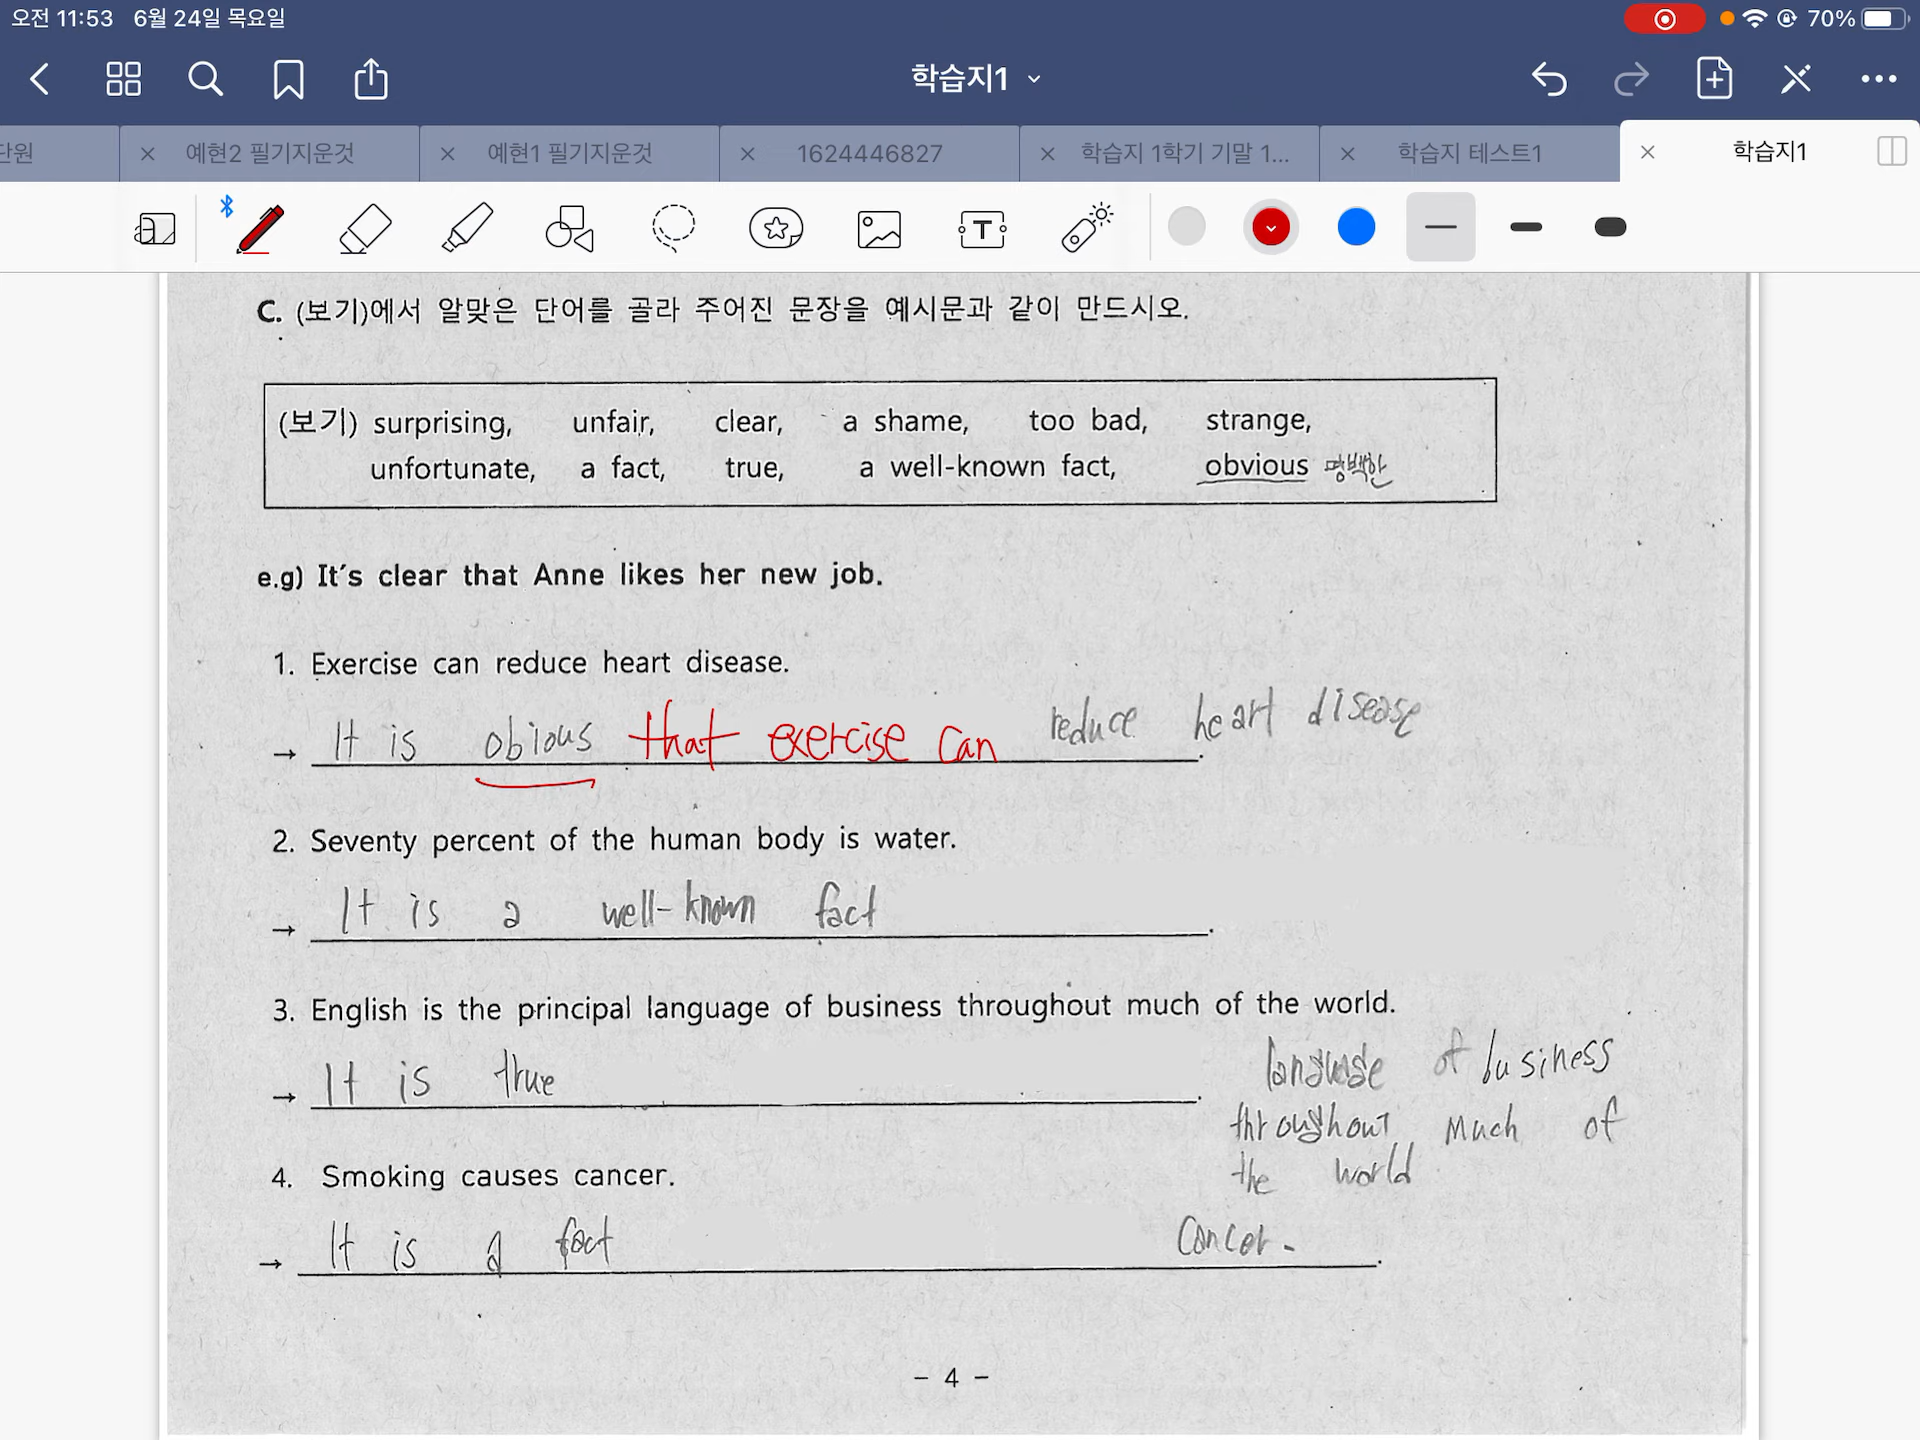 오전 11:53 6월 24일 목요일 70%
학습지1
단원 예현2 필기지운것 예현1 필기지운것 1624446827 학습지 1학기 기말 1... 학습지 테스트1 학습지1
C. (보기)에서 알맞은 단어를 골라 주어진 문장을 예시문과 같이 만드시오.
(보기) surprising, unfair, clear, a shame, too bad, strange,
unfortunate, a fact, true, a well-known fact, obvious 명백한
e.g) It's clear that Anne likes her new job.
1. Exercise can reduce heart disease.
→ It is obious that exercise can reduce heart disease.
2. Seventy percent of the human body is water.
→ It is a well-known fact.
3. English is the principal language of business throughout much of the world.
→ It is true. language of business
throughout much of
the world
4. Smoking causes cancer.
→ It is a fact cancer.
- 4 -